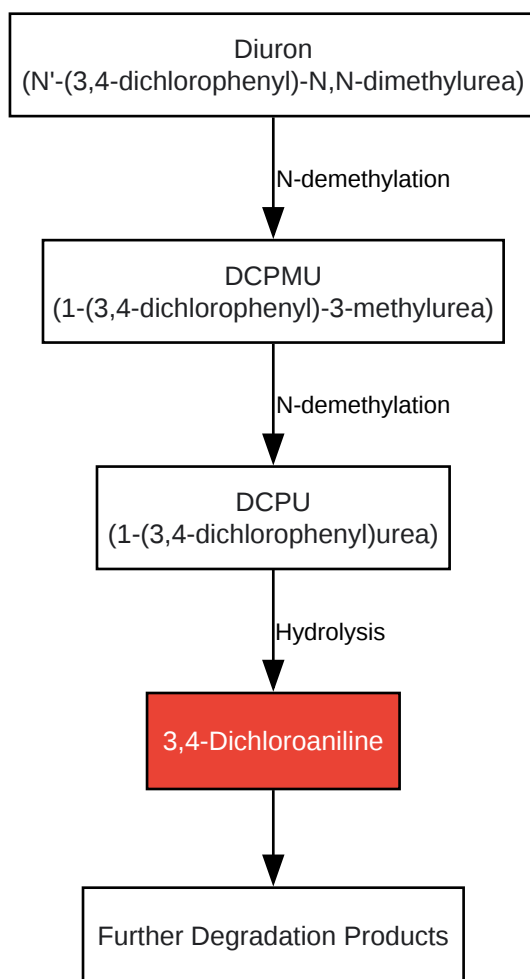 Diuron
(N'-(3,4-dichlorophenyl)-N,N-dimethylurea)
N-demethylation
DCPMU
(1-(3,4-dichlorophenyl)-3-methylurea)
N-demethylation
DCPU
(1-(3,4-dichlorophenyl)urea)
Hydrolysis
3,4-Dichloroaniline
Further Degradation Products